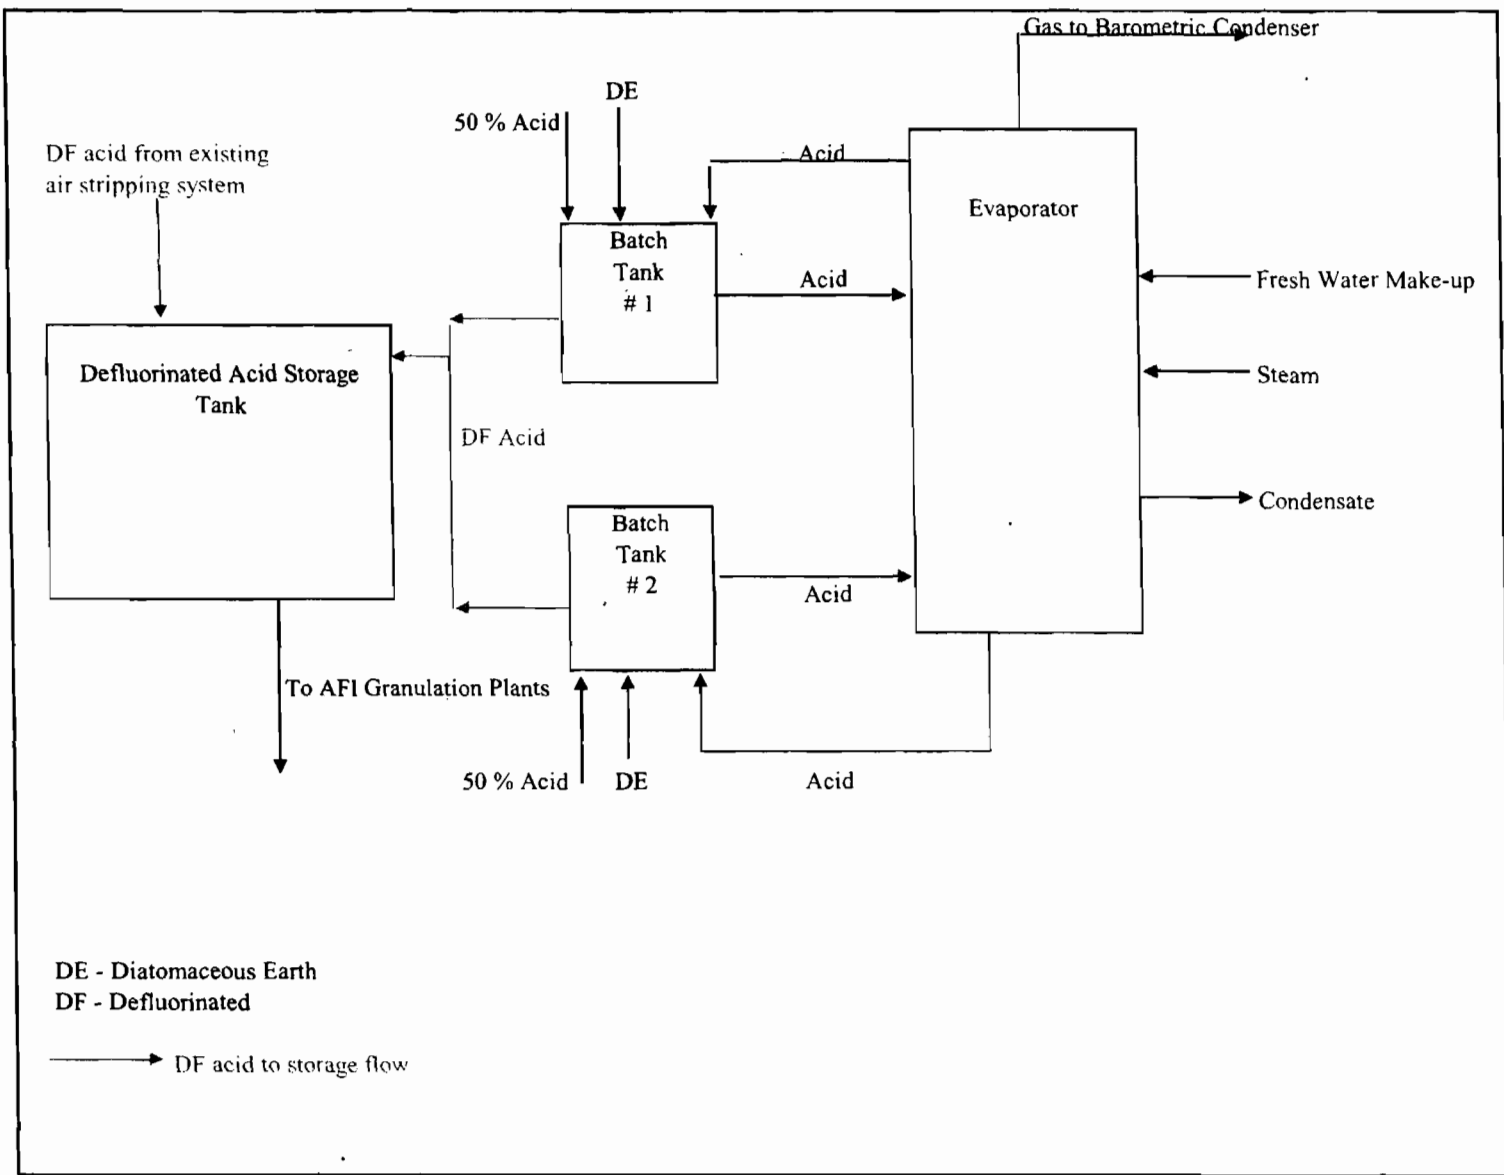 Gas to Barometric Condenser
DE
50 % Acid
DF acid from existing
air stripping system
Acid
Evaporator
Batch
Tank
# 1
Acid
Fresh Water Make-up
Defluorinated Acid Storage
Tank
Steam
DF Acid
Condensate
Batch
Tank
# 2
Acid
To AFI Granulation Plants
50 % Acid
DE
Acid
DE - Diatomaceous Earth
DF - Defluorinated
DF acid to storage flow